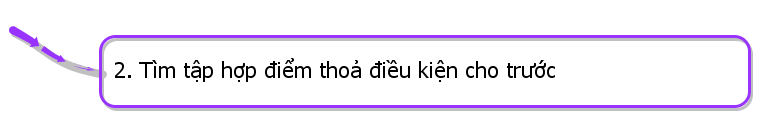 2. Tìm tập hợp điểm thoả điều kiện cho trước